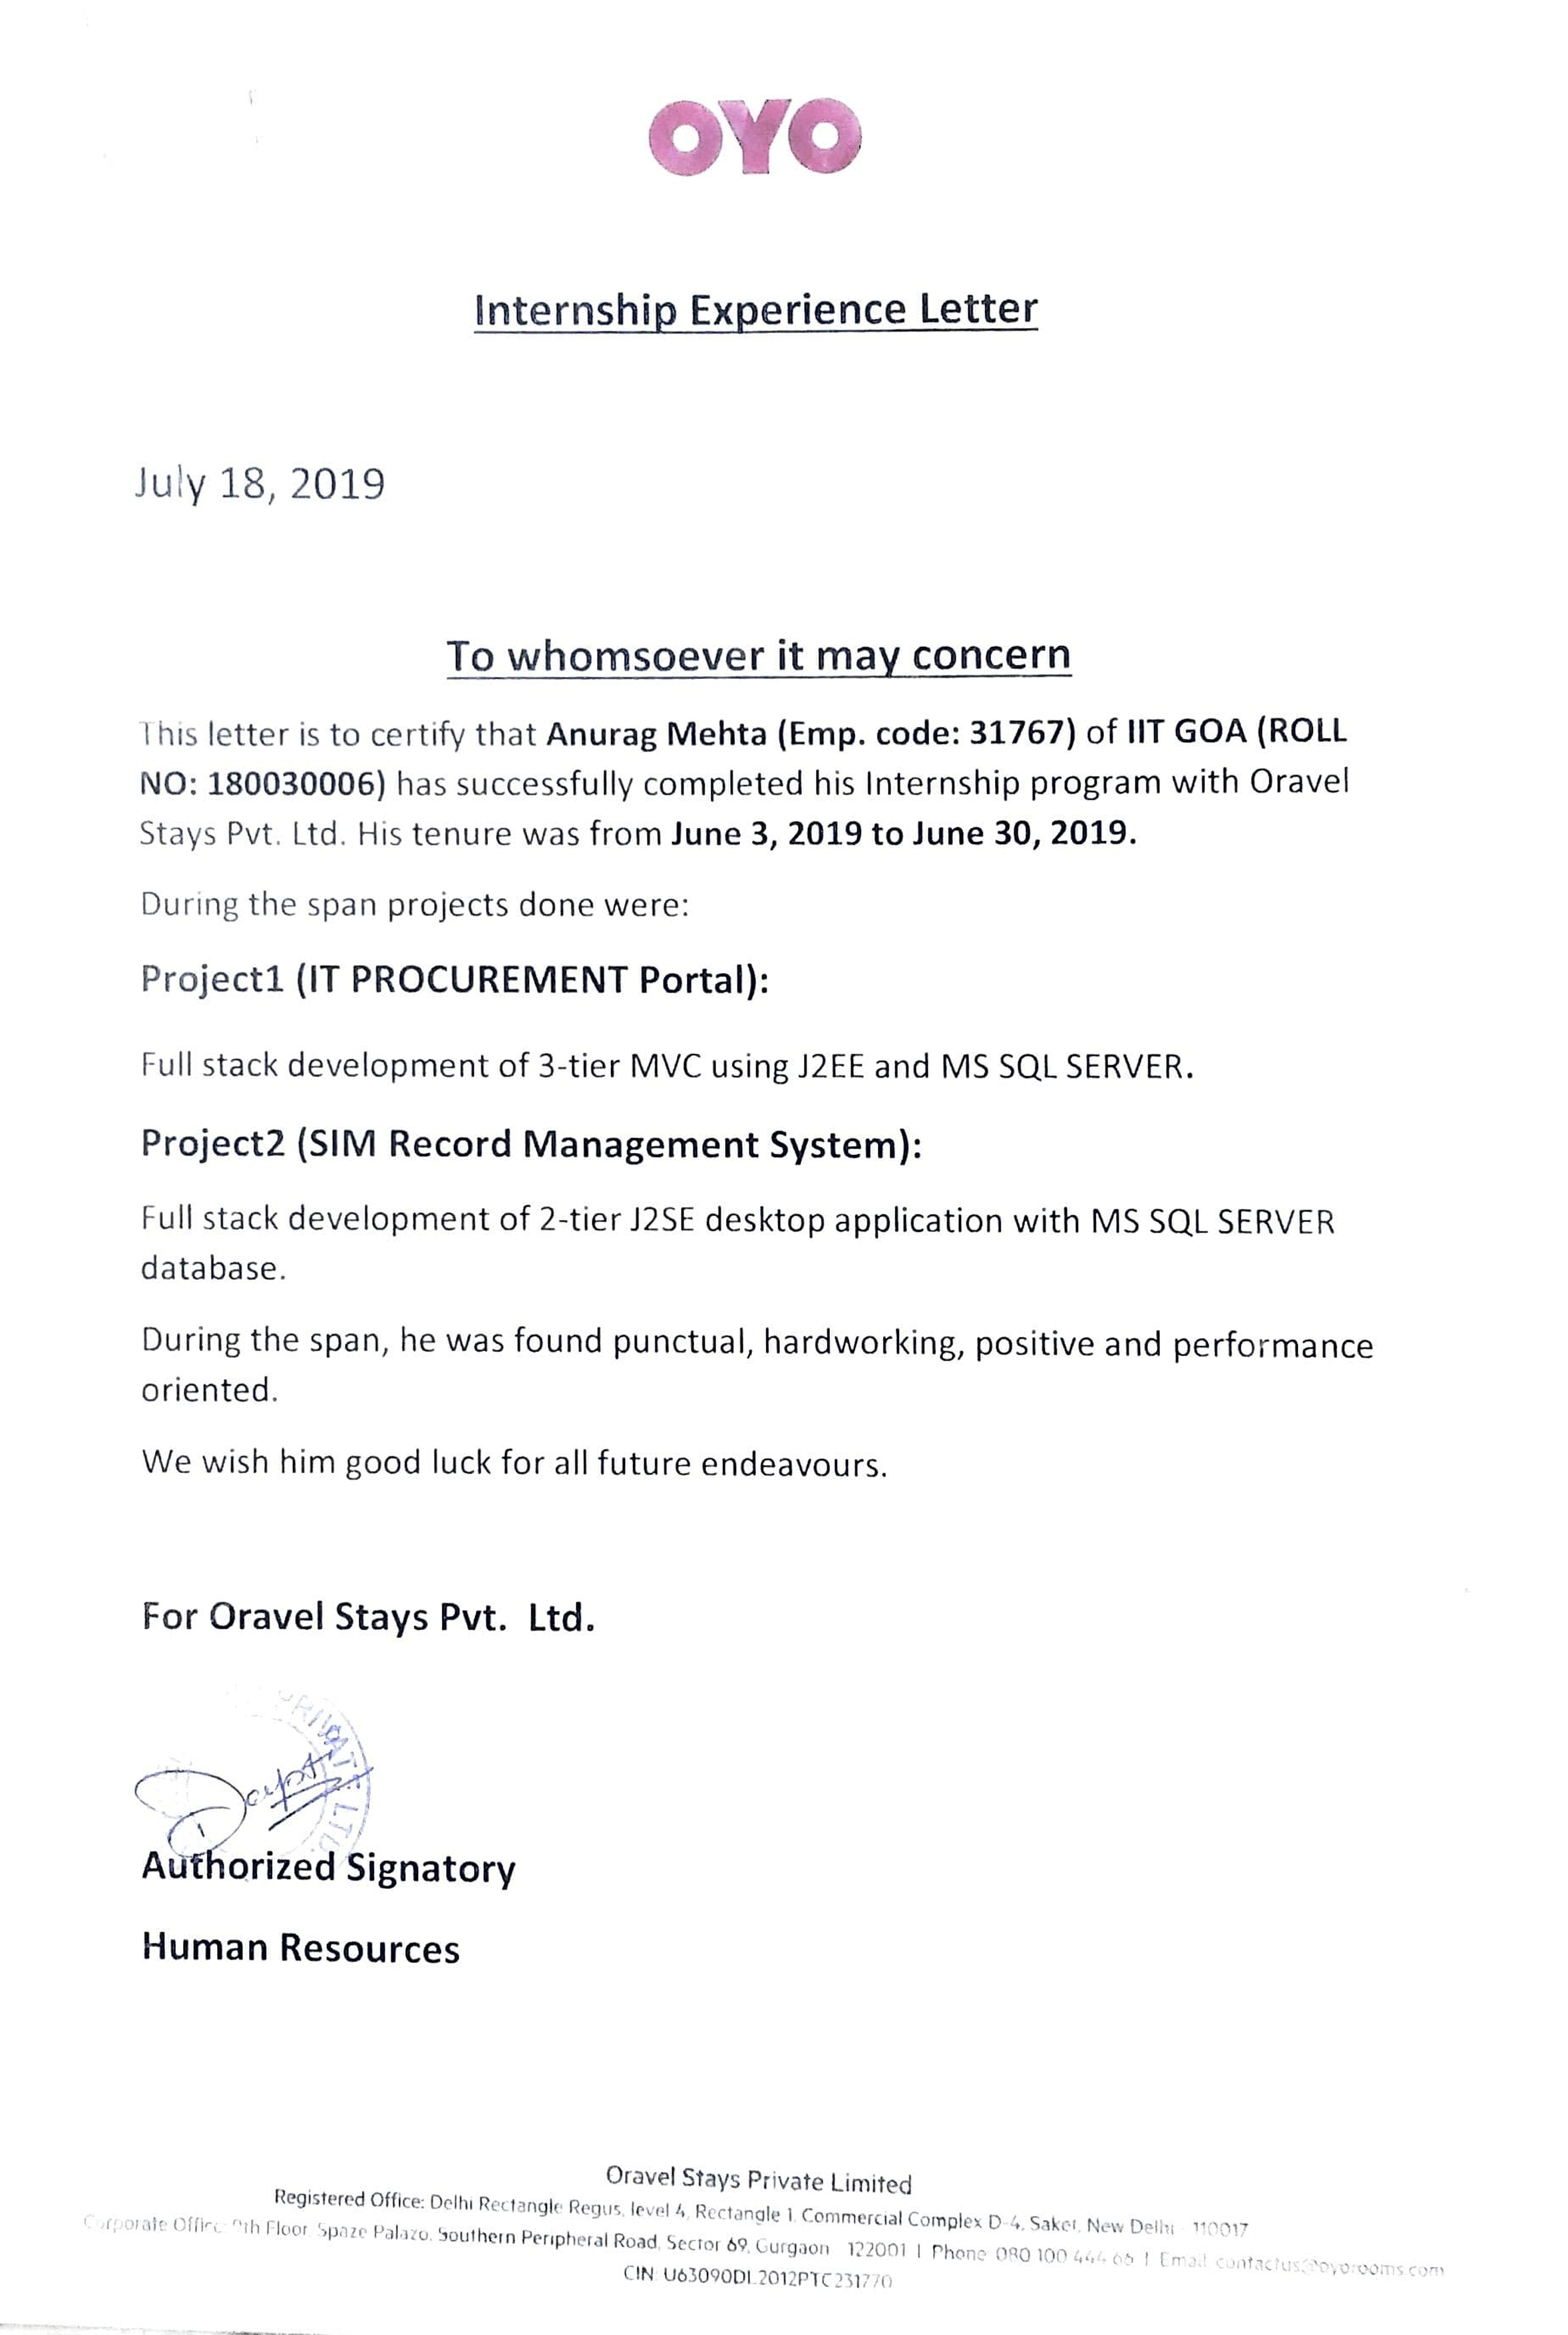 OYO
Internship Experience Letter
July 18, 2019
To whomsoever it may concern
This letter is to certify that Anurag Mehta (Emp. code: 31767) of IIT GOA (ROLL
NO: 180030006) has successfully completed his Internship program with Oravel
Stays Pvt. Ltd. His tenure was from June 3, 2019 to June 30, 2019.
During the span projects done were:
Project1 (IT PROCUREMENT Portal):
Full stack development of 3-tier MVC using J2EE and MS SQL SERVER.
Project2 (SIM Record Management System):
Full stack development of 2-tier J2SE desktop application with MS SQL SERVER
database.
During the span, he was found punctual, hardworking, positive and performance
oriented.
We wish him good luck for all future endeavours.
For Oravel Stays Pvt. Ltd.
PRIVATE LTD.
Authorized Signatory
Human Resources
Oravel Stays Private Limited
Registered Office: Delhi Rectangle Regus, level 4, Rectangle 1, Commercial Complex D-4, Saket, New Delhi - 110017
Corporate Office: 9th Floor, Spaze Palazo, Southern Peripheral Road, Sector 69, Gurgaon 122001 | Phone 080 100 444 66 | Email contactus@oyorooms.com
CIN: U63090DL2012PTC231770